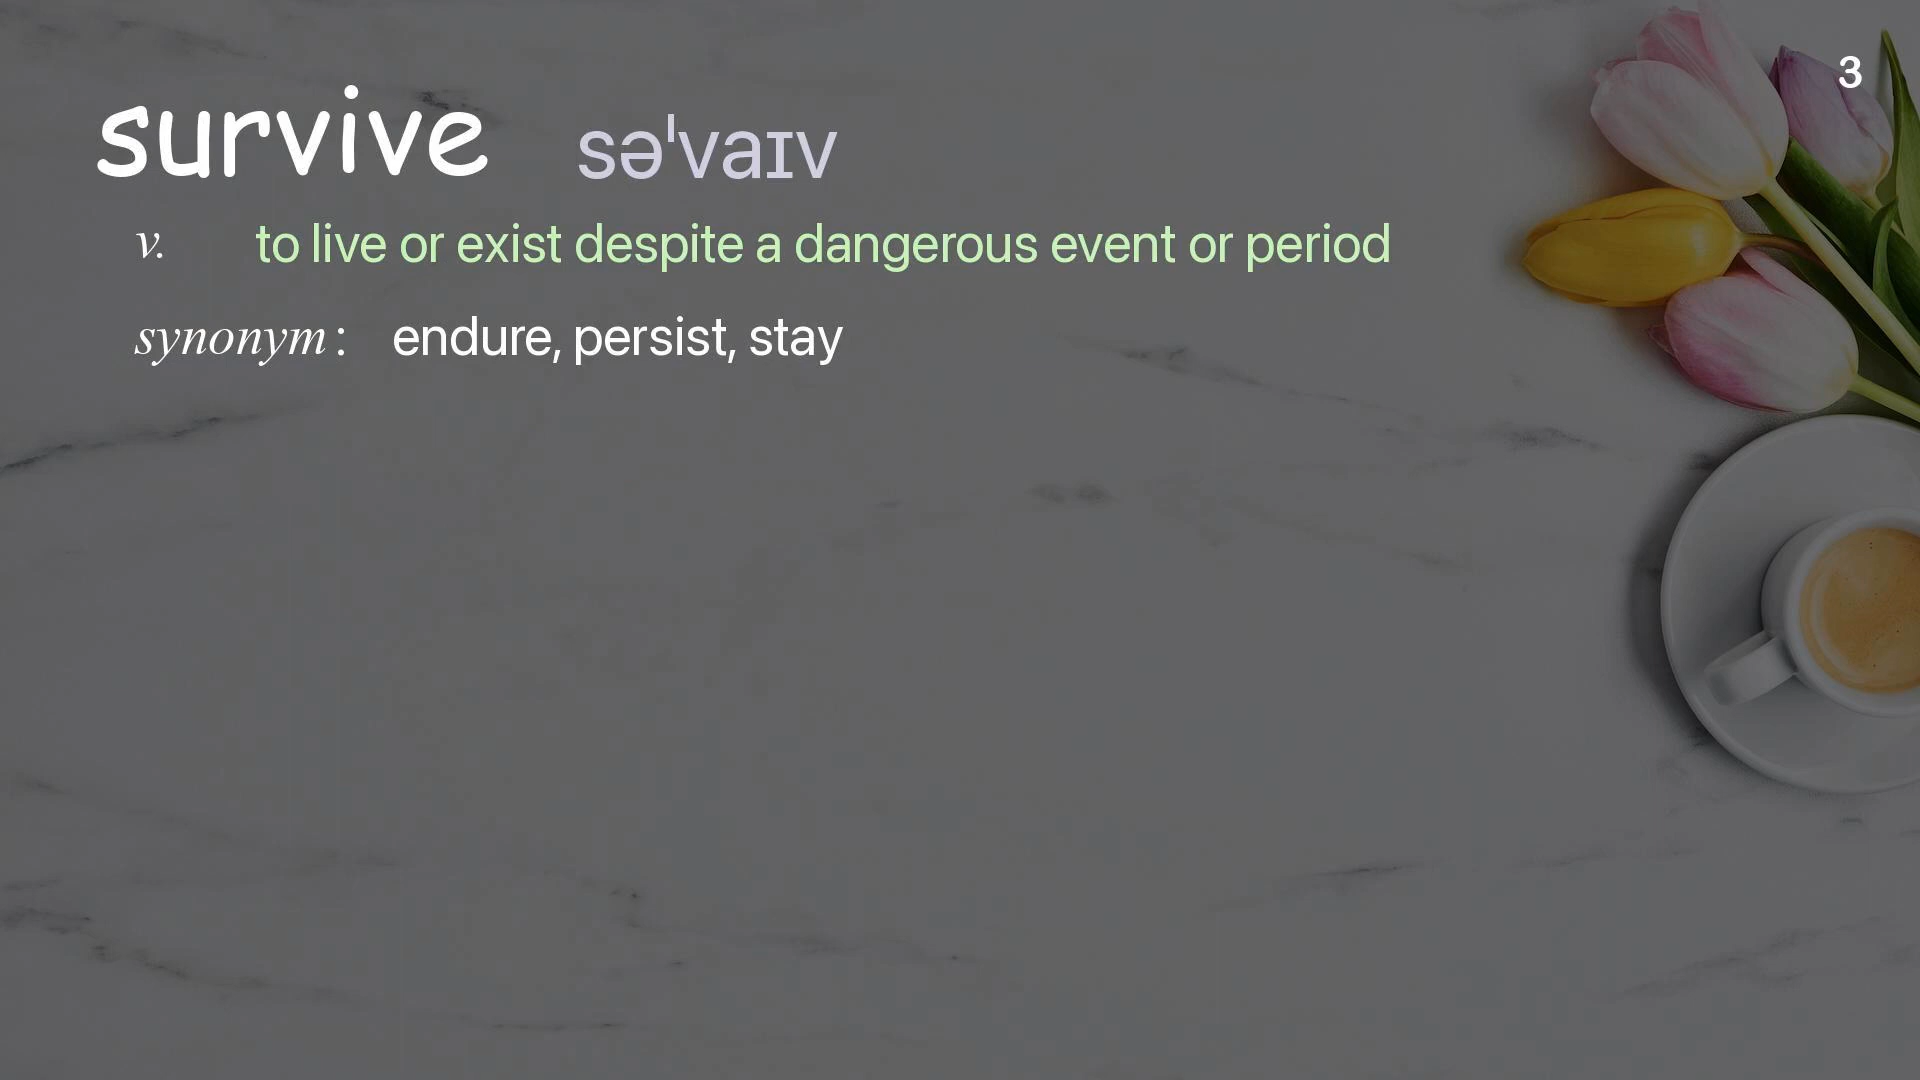 3
survive səˈvaɪv
v. to live or exist despite a dangerous event or period
synonym : endure, persist, stay